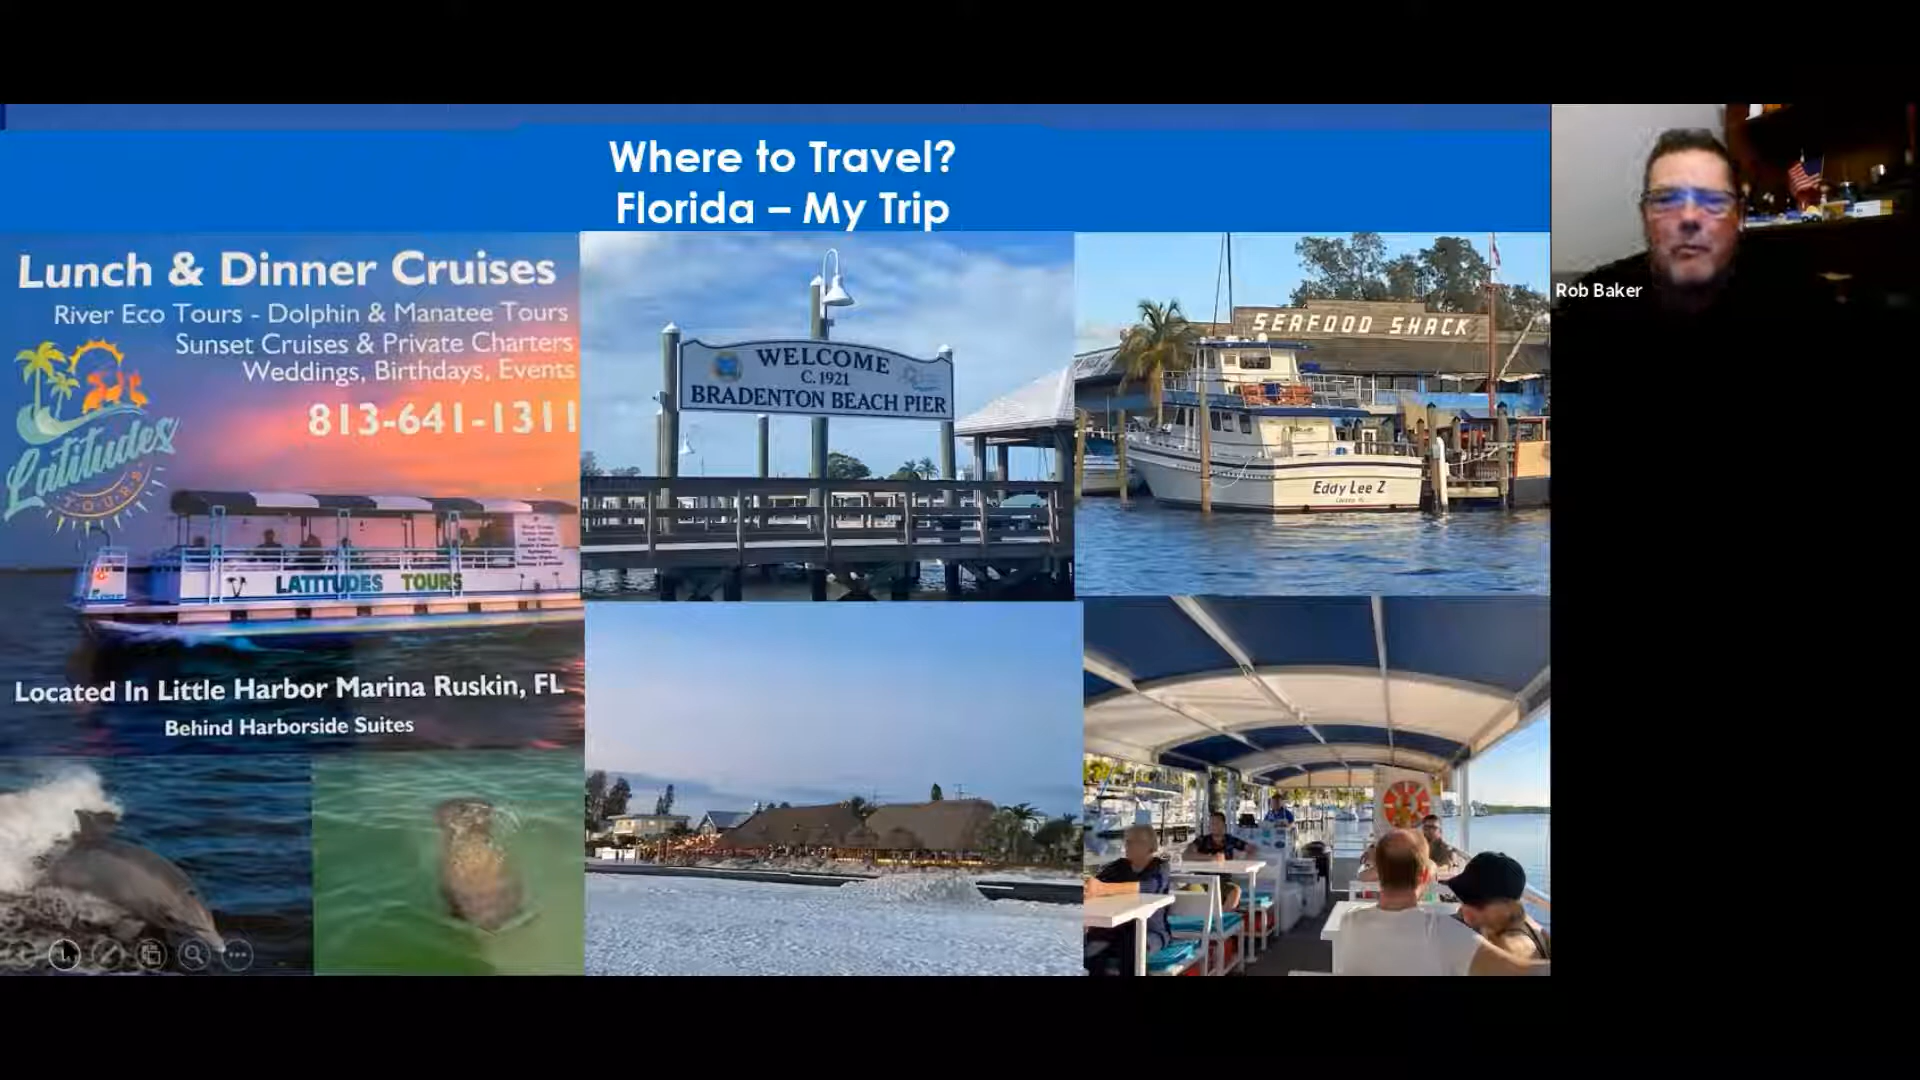 Where to Travel?
Florida – My Trip
Lunch & Dinner Cruises
River Eco Tours - Dolphin & Manatee Tours
Sunset Cruises & Private Charters
Weddings, Birthdays, Events
813-641-1311
Latitudes
TOURS
LATITUDES TOURS
Located In Little Harbor Marina Ruskin, FL
Behind Harborside Suites
WELCOME
C. 1921
BRADENTON BEACH PIER
SEAFOOD SHACK
Eddy Lee Z
Rob Baker